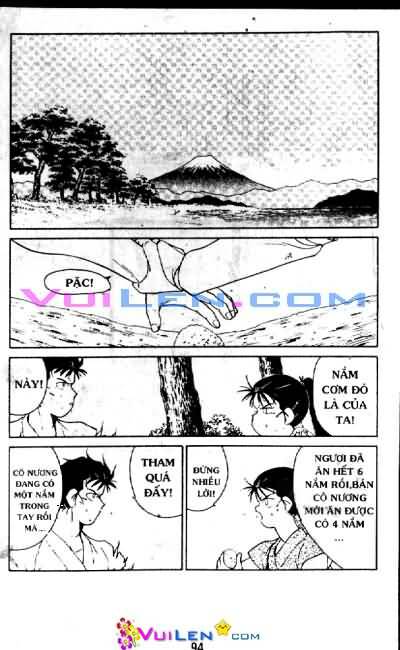 PẶC!
VUILEN.COM
NÀY!
NẮM
CƠM ĐÓ
LÀ CỦA
TA!
CÔ NƯƠNG
ĐANG CÓ
MỘT NẮM
TRONG
TAY RỒI
MÀ....
THAM
QUÁ
ĐẤY!
ĐỪNG
NHIỀU
LỜI!
NGƯƠI ĐÃ
ĂN HẾT 6
NẮM RỒI,BẢN
CÔ NƯƠNG
MỚI ĂN ĐƯỢC
CÓ 4 NẮM
...
VUILEN.COM
94